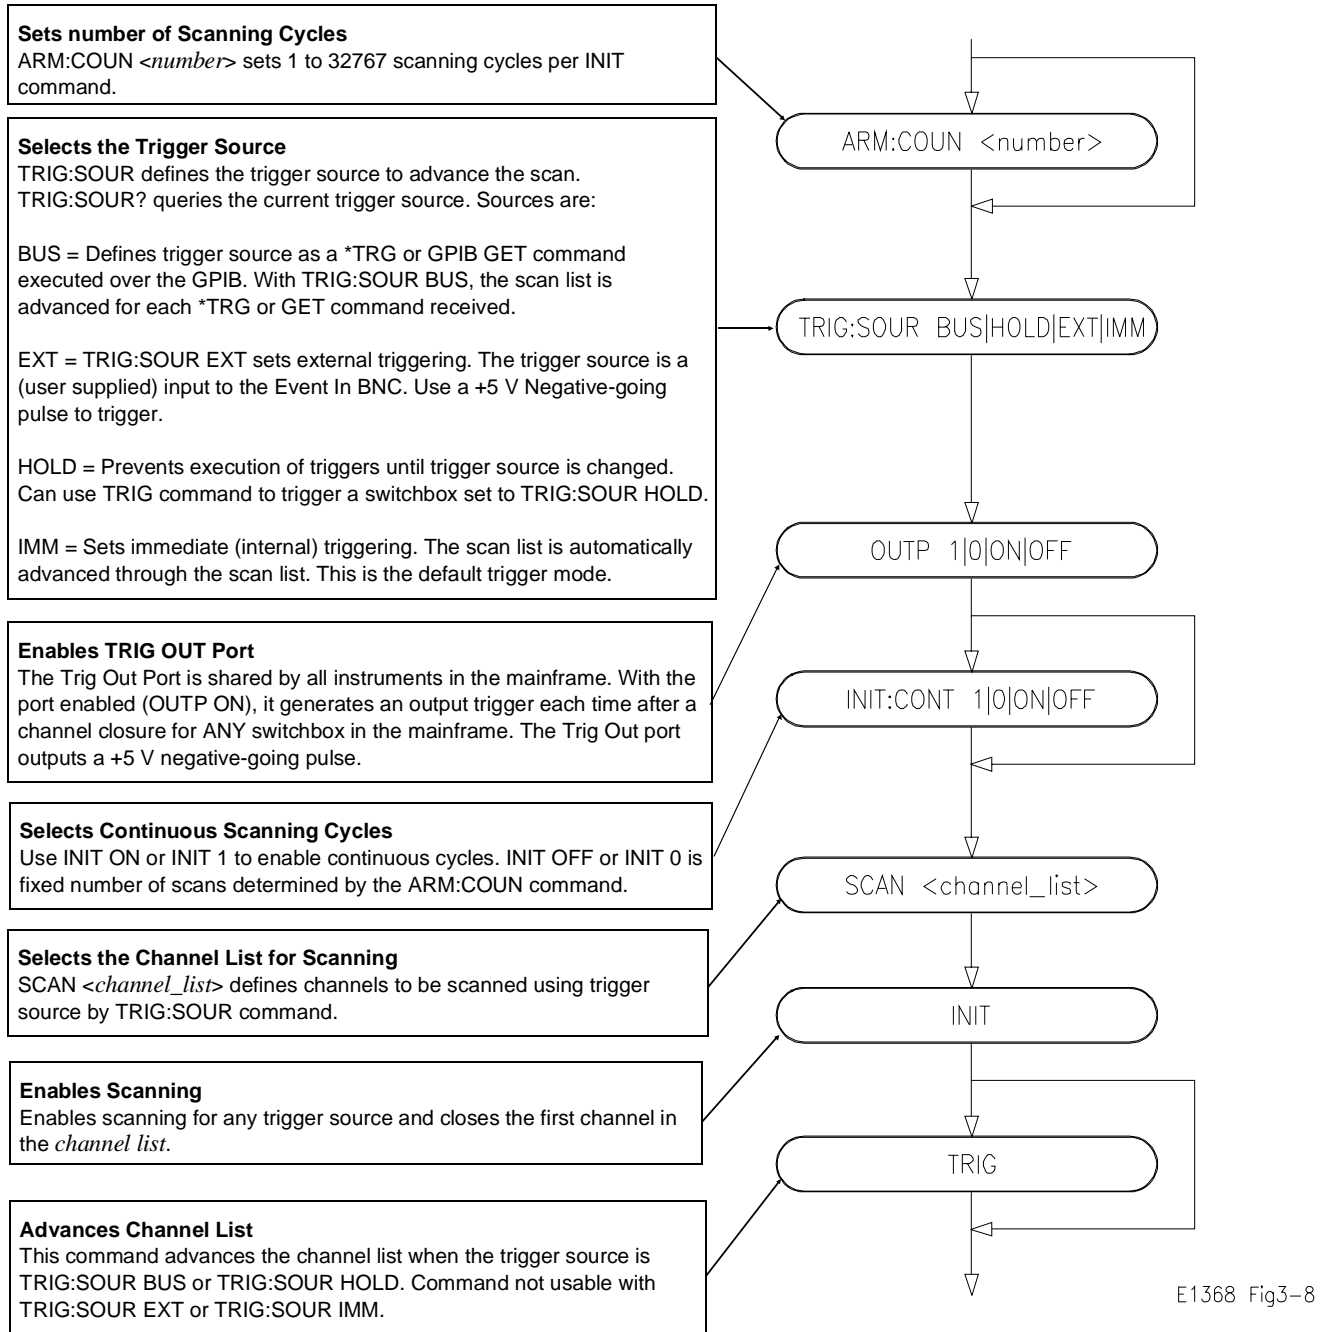 Sets number of Scanning Cycles
ARM:COUN <number> sets 1 to 32767 scanning cycles per INIT
command.
Selects the Trigger Source
TRIG:SOUR defines the trigger source to advance the scan.
TRIG:SOUR? queries the current trigger source. Sources are:
BUS = Defines trigger source as a *TRG or GPIB GET command
executed over the GPIB. With TRIG:SOUR BUS, the scan list is
advanced for each *TRG or GET command received.
EXT = TRIG:SOUR EXT sets external triggering. The trigger source is a
(user supplied) input to the Event In BNC. Use a +5 V Negative-going
pulse to trigger.
HOLD = Prevents execution of triggers until trigger source is changed.
Can use TRIG command to trigger a switchbox set to TRIG:SOUR HOLD.
IMM = Sets immediate (internal) triggering. The scan list is automatically
advanced through the scan list. This is the default trigger mode.
Enables TRIG OUT Port
The Trig Out Port is shared by all instruments in the mainframe. With the
port enabled (OUTP ON), it generates an output trigger each time after a
channel closure for ANY switchbox in the mainframe. The Trig Out port
outputs a +5 V negative-going pulse.
Selects Continuous Scanning Cycles
Use INIT ON or INIT 1 to enable continuous cycles. INIT OFF or INIT 0 is
fixed number of scans determined by the ARM:COUN command.
Selects the Channel List for Scanning
SCAN <channel_list> defines channels to be scanned using trigger
source by TRIG:SOUR command.
Enables Scanning
Enables scanning for any trigger source and closes the first channel in
the channel list.
Advances Channel List
This command advances the channel list when the trigger source is
TRIG:SOUR BUS or TRIG:SOUR HOLD. Command not usable with
TRIG:SOUR EXT or TRIG:SOUR IMM.
ARM:COUN <number>
TRIG:SOUR BUS|HOLD|EXT|IMM
OUTP 1|0|ON|OFF
INIT:CONT 1|0|ON|OFF
SCAN <channel_list>
INIT
TRIG
E1368 Fig3-8